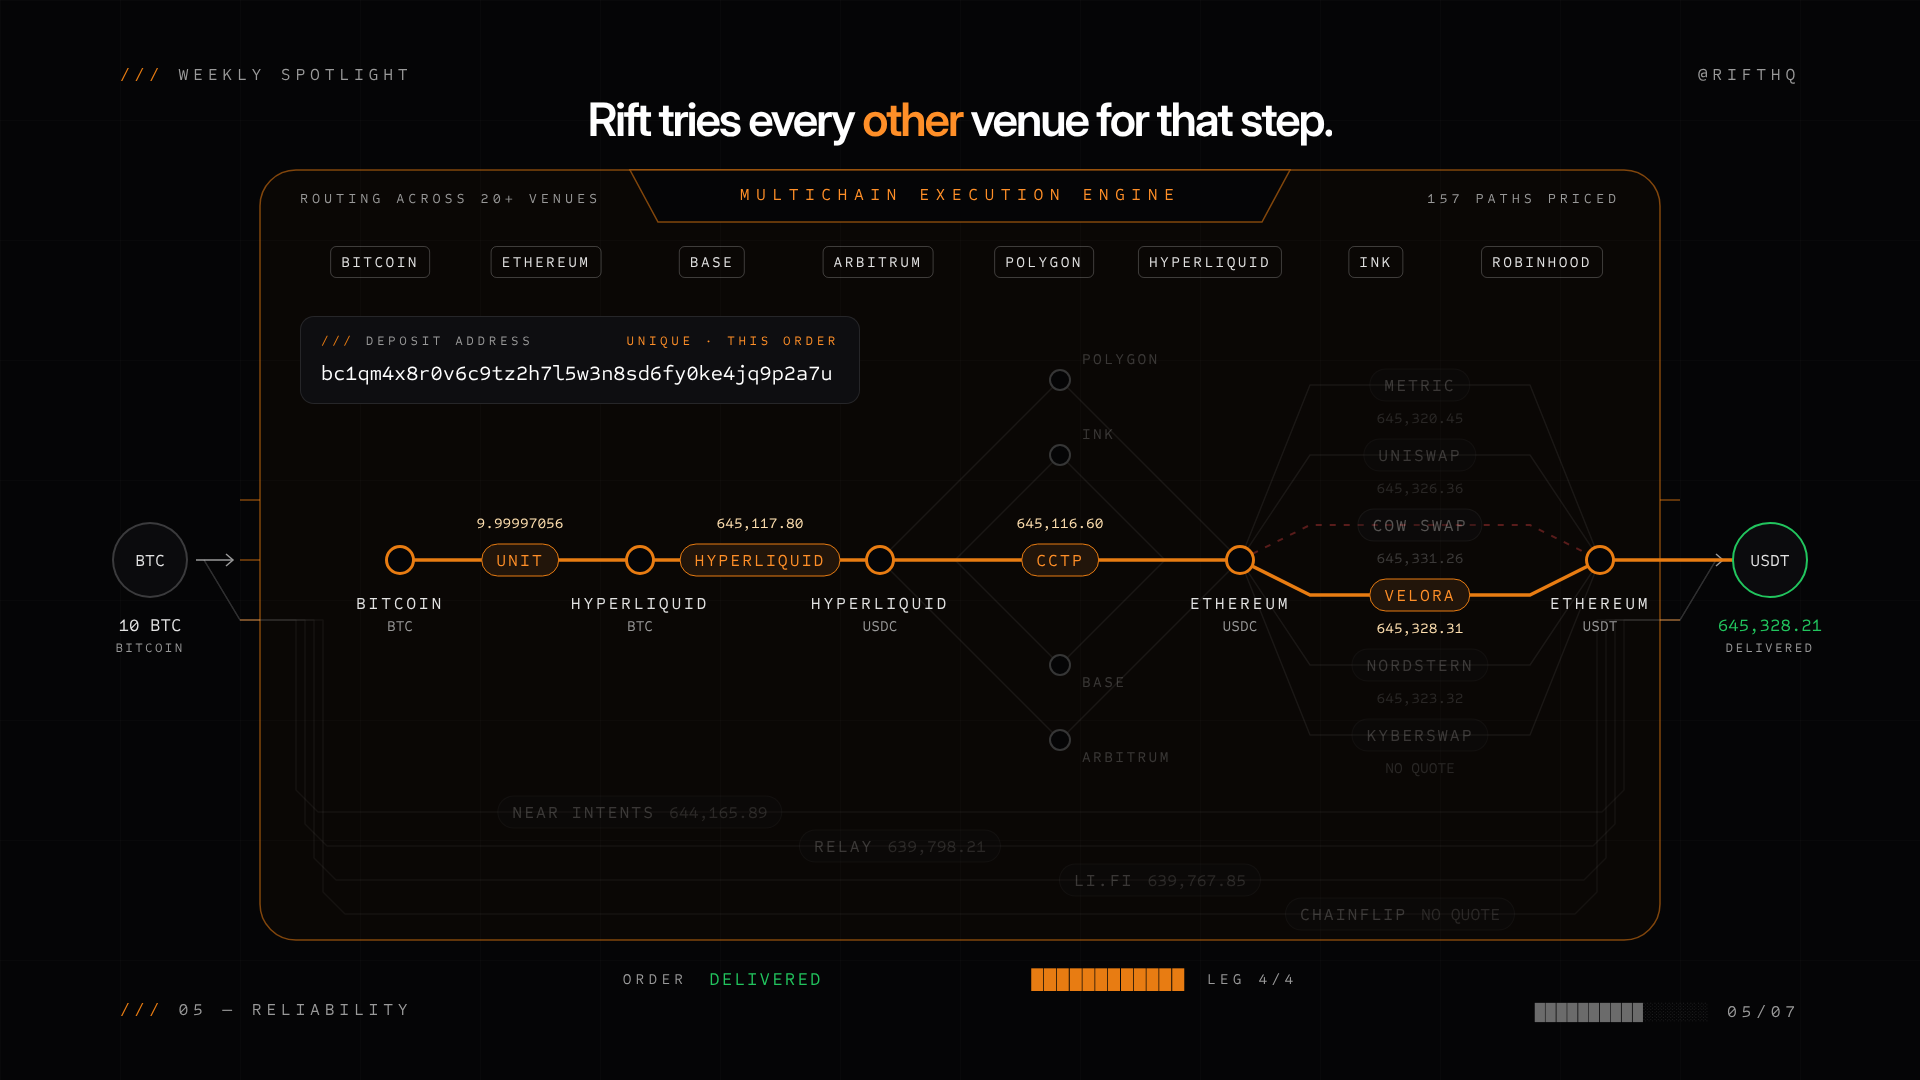 /// WEEKLY SPOTLIGHT
@RIFTHQ
Rift tries every other venue for that step.
ROUTING ACROSS 20+ VENUES
MULTICHAIN EXECUTION ENGINE
157 PATHS PRICED
BITCOIN
ETHEREUM
BASE
ARBITRUM
POLYGON
HYPERLIQUID
INK
ROBINHOOD
/// DEPOSIT ADDRESS
UNIQUE · THIS ORDER
bc1qm4x8r0v6c9tz2h7l5w3n8sd6fy0ke4jq9p2a7u
POLYGON
INK
METRIC
645,320.45
UNISWAP
645,326.36
COW SWAP
645,331.26
BTC
10 BTC
BITCOIN
9.99997056
UNIT
645,117.80
HYPERLIQUID
645,116.60
CCTP
BITCOIN
BTC
HYPERLIQUID
BTC
HYPERLIQUID
USDC
ETHEREUM
USDC
VELORA
645,328.31
ETHEREUM
USDT
USDT
645,328.21
DELIVERED
BASE
ARBITRUM
NORDSTERN
645,323.32
KYBERSWAP
NO QUOTE
NEAR INTENTS 644,165.89
RELAY 639,798.21
LI.FI 639,767.85
CHAINFLIP NO QUOTE
ORDER DELIVERED
LEG 4/4
/// 05 — RELIABILITY
05/07